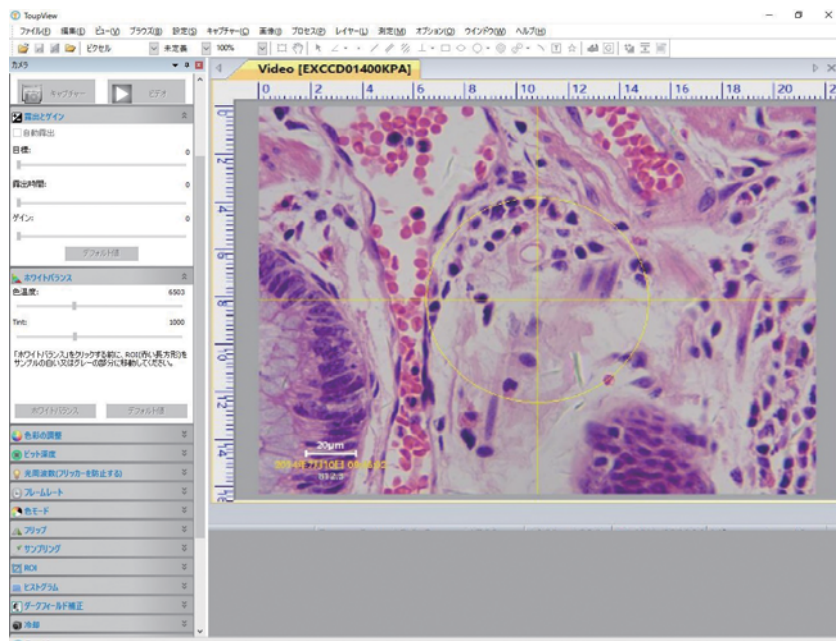 ToupView
ファイル(F) 編集(E) ビュー(V) ブラウズ(B) 設定(S) キャプチャー(C) 画像(I) プロセス(P) レイヤー(L) 測定(M) オプション(O) ウインドウ(W) ヘルプ(H)
ピクセル 未定義 100%
カメラ
Video [EXCCD01400KPA]
キャプチャー ビデオ
0 2 4 6 8 10 12 14 16 18 20 2
露出とゲイン
自動露出
目標: 0
露出時間: 0
ゲイン: 0
デフォルト値
ホワイトバランス
色温度: 6503
Tint: 1000
「ホワイトバランス」をクリックする前に、ROI(赤い長方形)を
サンプルの白い又はグレーの部分に移動してください。
ホワイトバランス デフォルト値
色彩の調整
ビット深度
光周波数(フリッカーを防止する)
フレームレート
色モード
フリップ
サンプリング
ROI
ヒストグラム
ダークフィールド補正
冷却
0
2
4
6
8
10
12
14
20μm